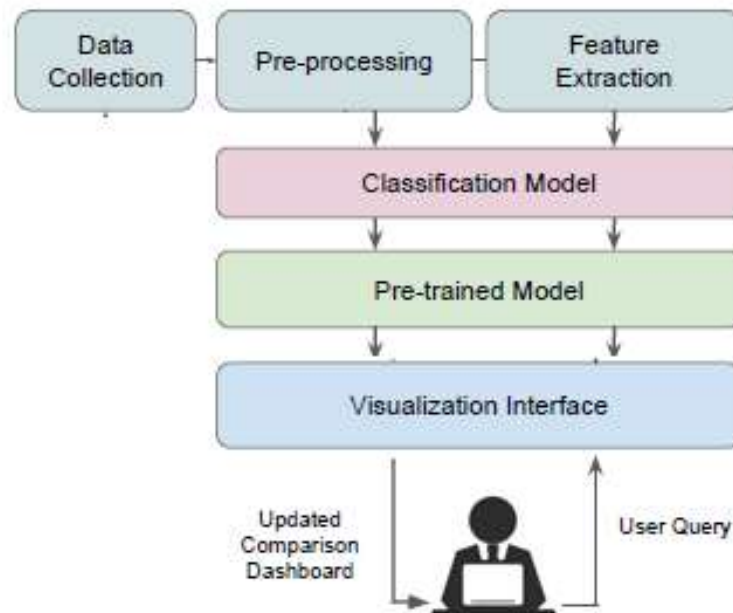 Data
Collection
Pre-processing
Feature
Extraction
Classification Model
Pre-trained Model
Visualization Interface
Updated
Comparison
Dashboard
User Query